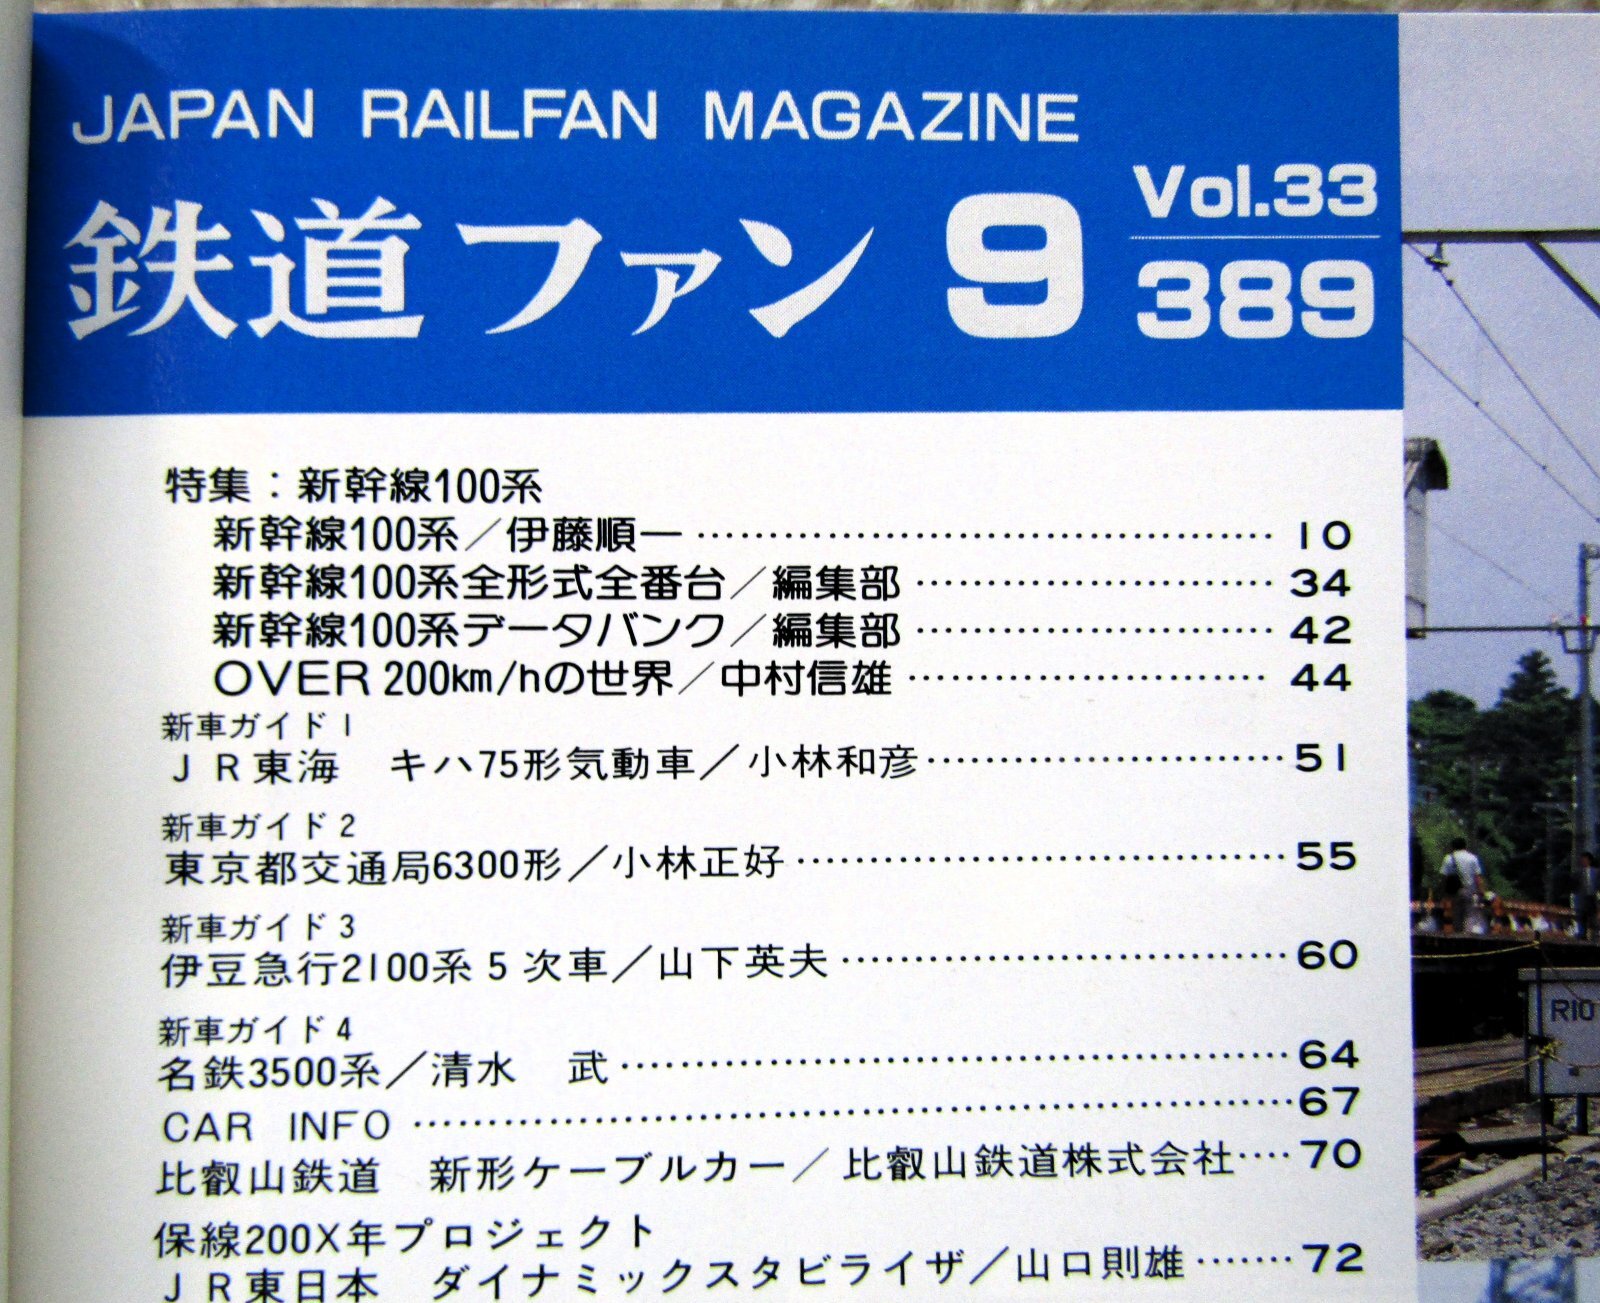 JAPAN RAILFAN MAGAZINE
鉄道ファン 9 Vol.33
389
特集：新幹線100系
新幹線100系／伊藤順一……………………………………10
新幹線100系全形式全番台／編集部………………………34
新幹線100系データバンク／編集部………………………42
OVER 200km/hの世界／中村信雄………………………44
新車ガイド1
ＪＲ東海　キハ75形気動車／小林和彦………………………51
新車ガイド2
東京都交通局6300形／小林正好………………………………55
新車ガイド3
伊豆急行2100系５次車／山下英夫……………………………60
新車ガイド4
名鉄3500系／清水　武……………………………………………64
CAR INFO……………………………………………………………67
比叡山鉄道　新形ケーブルカー／比叡山鉄道株式会社……70
保線200X年プロジェクト
ＪＲ東日本　ダイナミックスタビライザ／山口則雄………72
R10